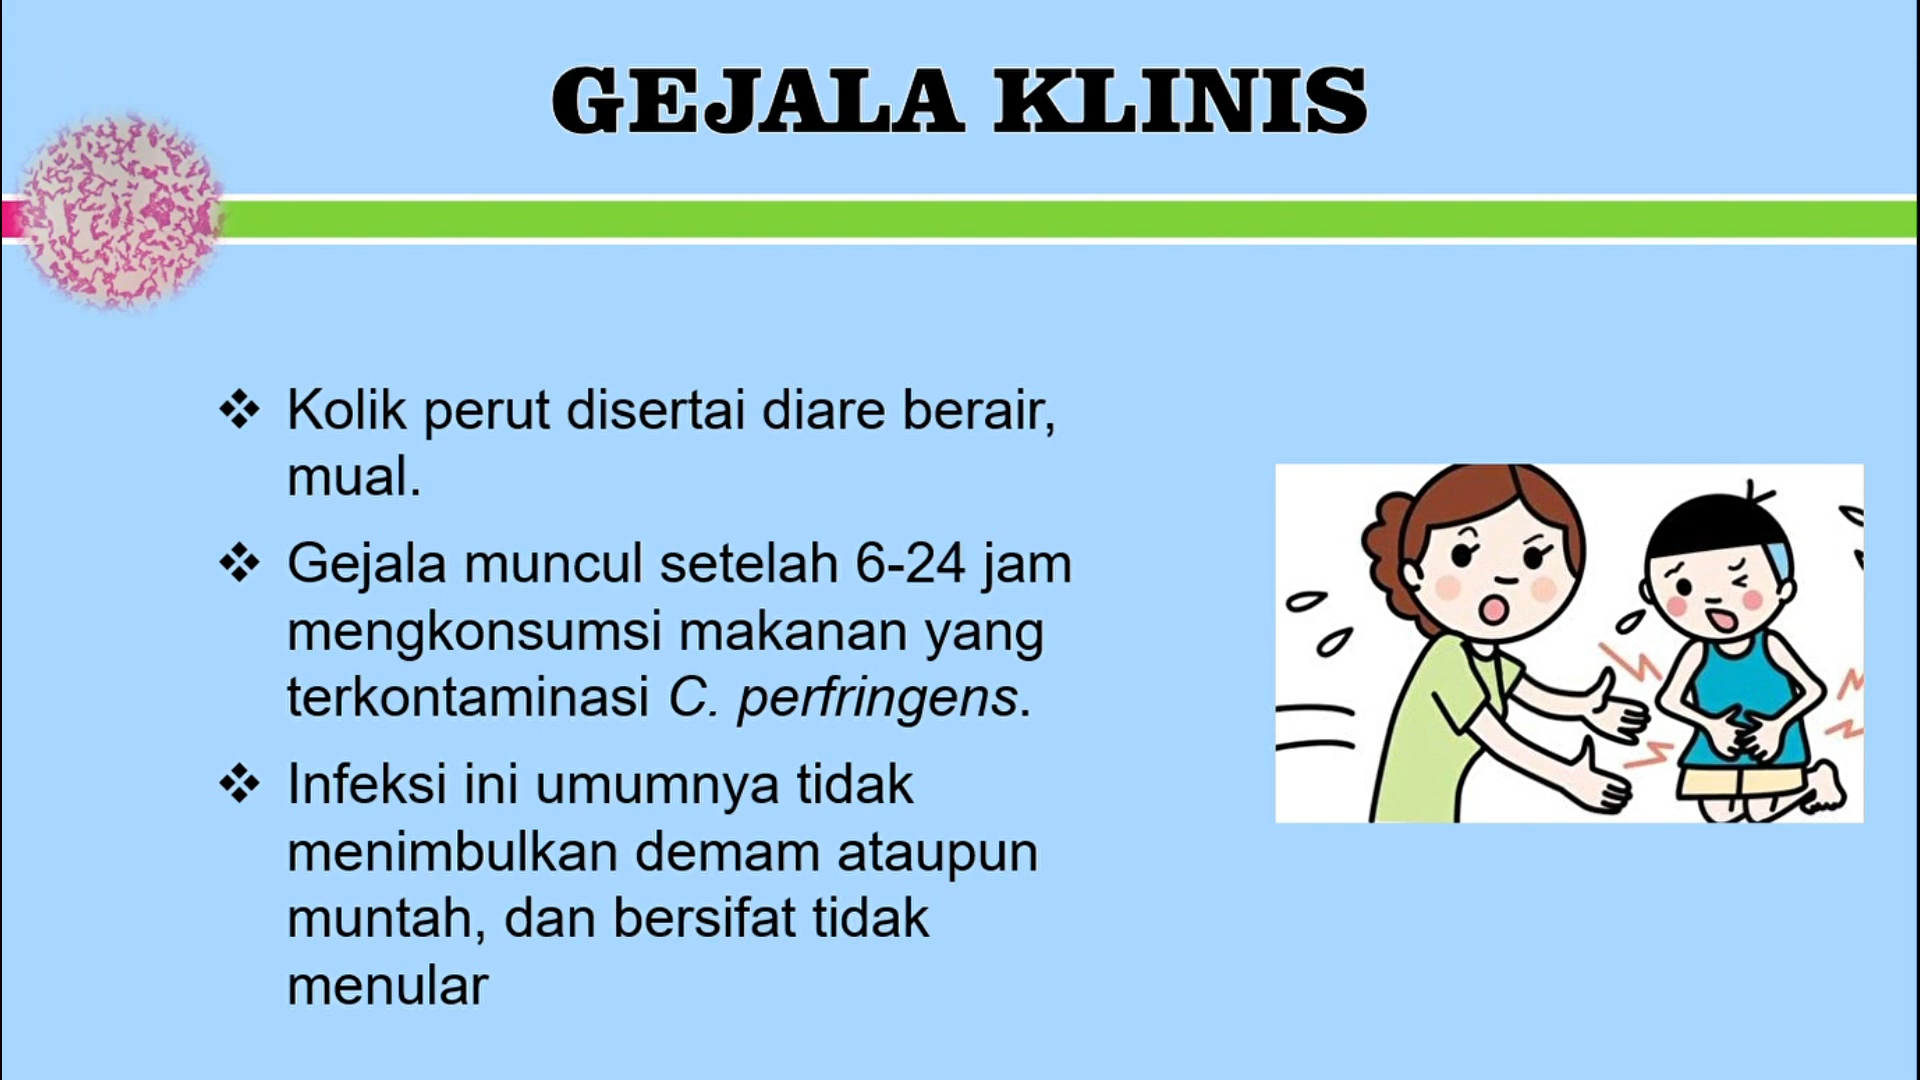 GEJALA KLINIS
❖ Kolik perut disertai diare berair,
mual.
❖ Gejala muncul setelah 6-24 jam
mengkonsumsi makanan yang
terkontaminasi C. perfringens.
❖ Infeksi ini umumnya tidak
menimbulkan demam ataupun
muntah, dan bersifat tidak
menular